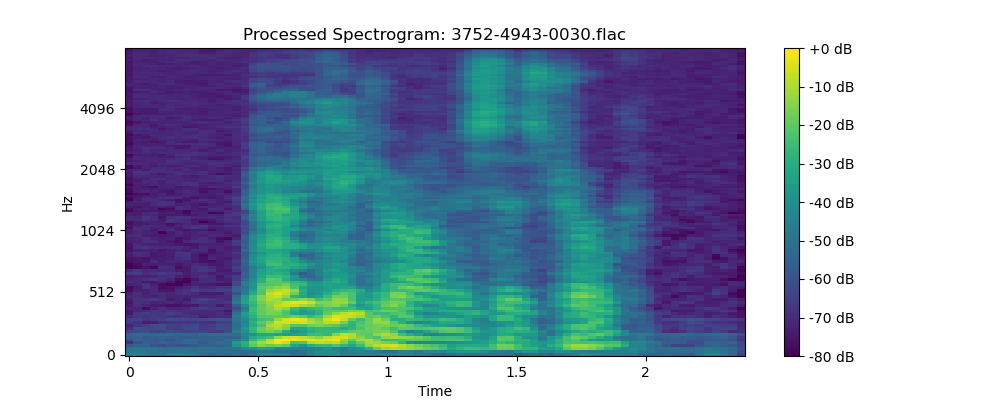 Processed Spectrogram: 3752-4943-0030.flac
Hz
4096
2048
1024
512
0
0
0.5
1
1.5
2
Time
+0 dB
-10 dB
-20 dB
-30 dB
-40 dB
-50 dB
-60 dB
-70 dB
-80 dB